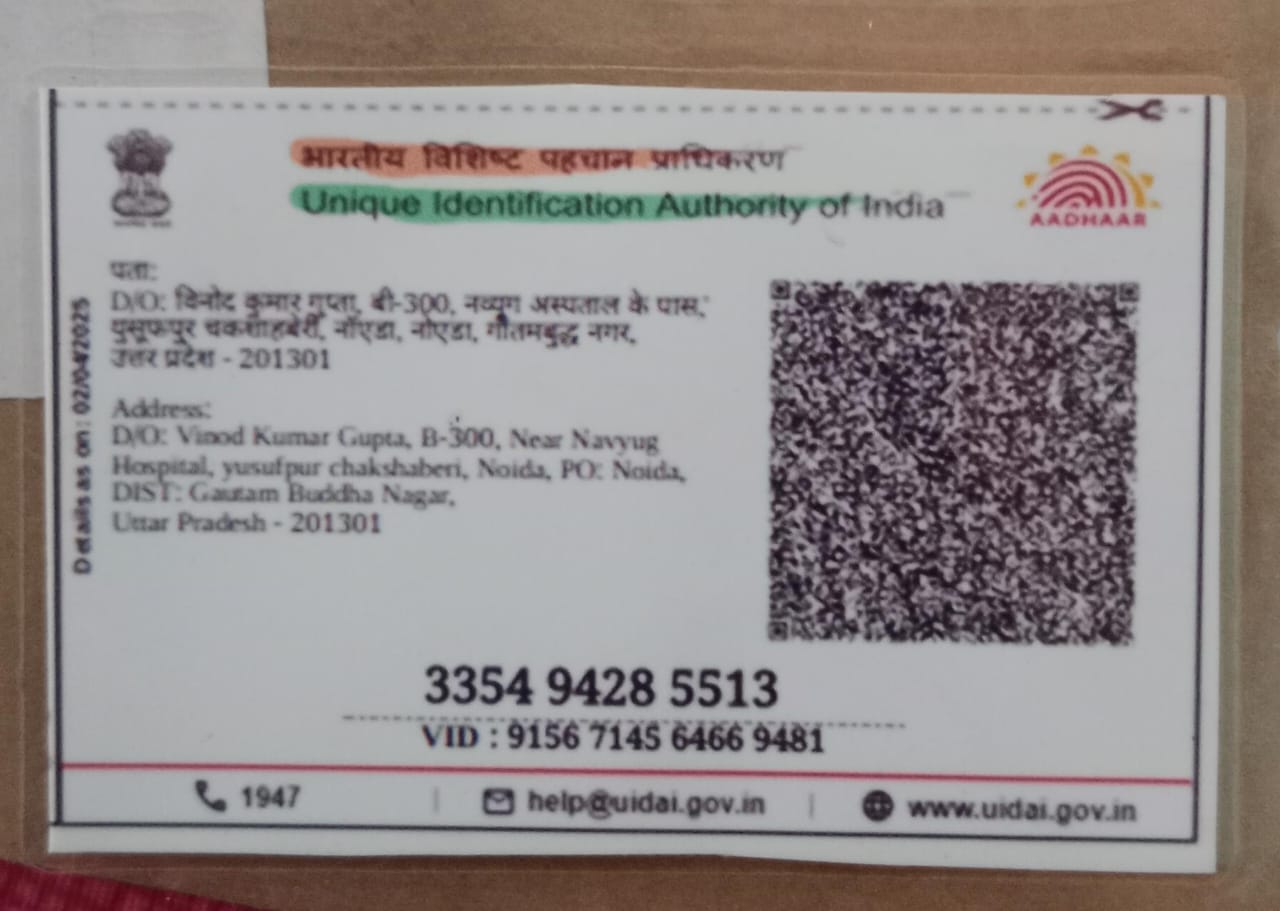 भारतीय विशिष्ट पहचान प्राधिकरण
Unique Identification Authority of India
AADHAAR
Details as on : 02/04/2025
पता:
D/O: विनोद कुमार गुप्ता, बी-300, नवयुग अस्पताल के पास,
युसूफपुर चकशाहबेरी, नोएडा, नोएडा, गौतमबुद्ध नगर,
उत्तर प्रदेश - 201301
Address:
D/O: Vinod Kumar Gupta, B-300, Near Navyug
Hospital, yusufpur chakshaberi, Noida, PO: Noida,
DIST: Gautam Buddha Nagar,
Uttar Pradesh - 201301
3354 9428 5513
VID : 9156 7145 6466 9481
1947 | help@uidai.gov.in | www.uidai.gov.in